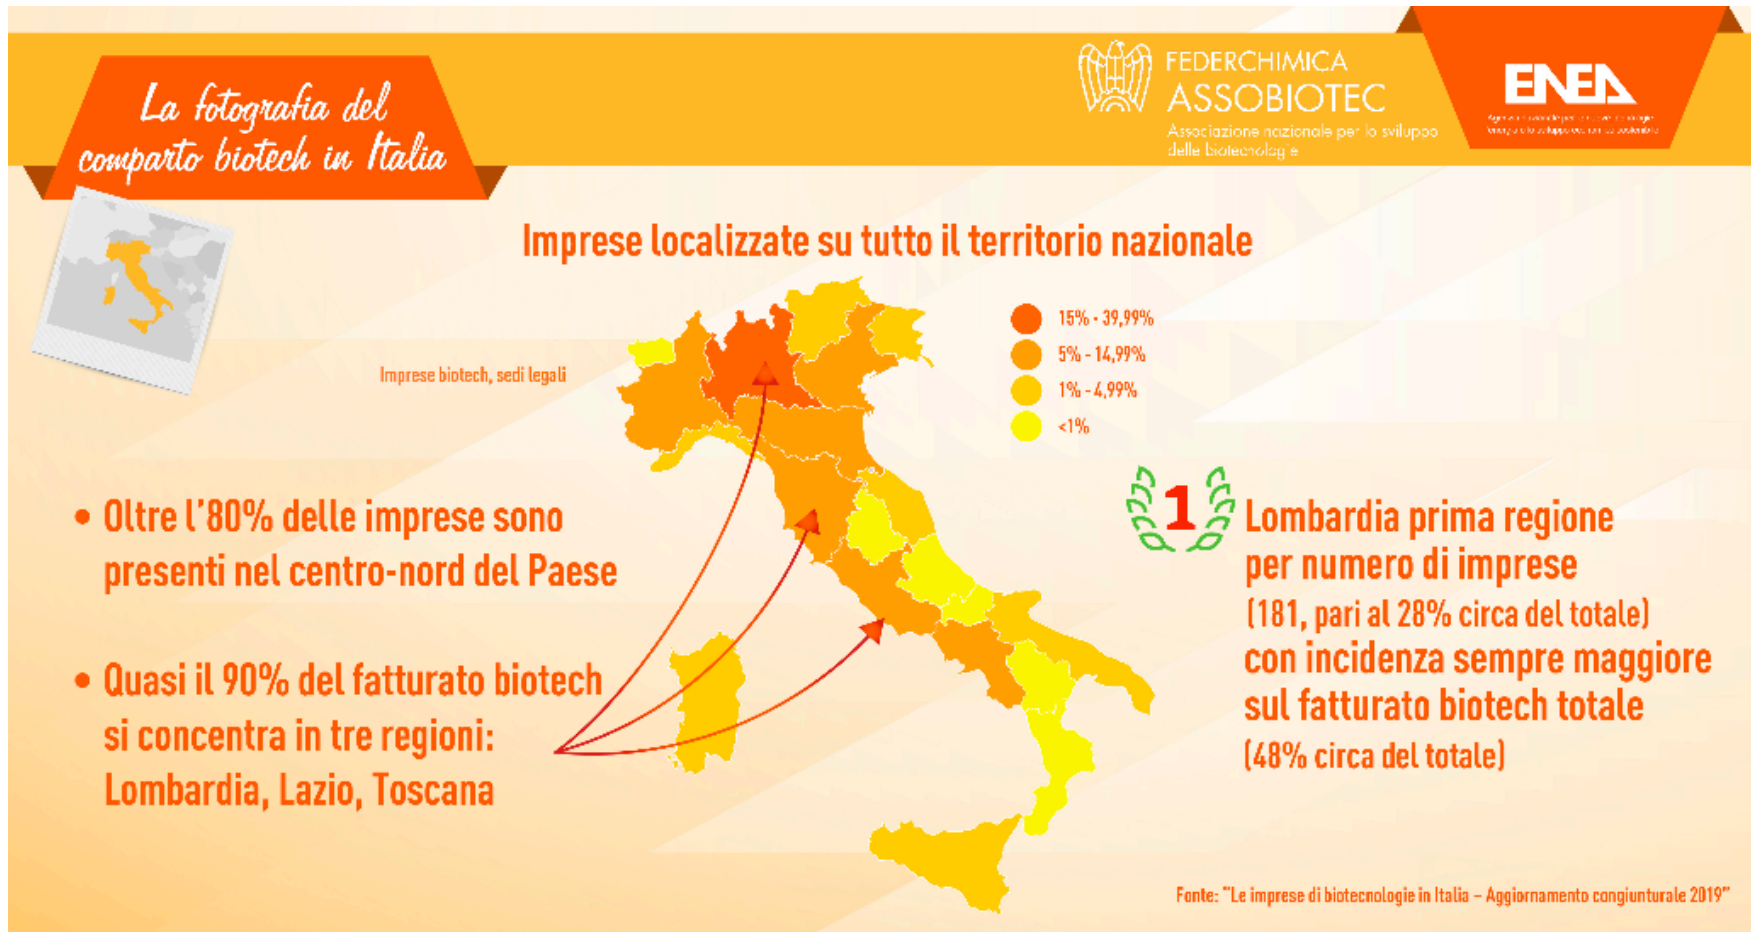 La fotografia del
comparto biotech in Italia
FEDERCHIMICA
ASSOBIOTEC
Associazione nazionale per lo sviluppo
delle biotecnologie
ENEA
Imprese localizzate su tutto il territorio nazionale
Imprese biotech, sedi legali
15% - 39,99%
5% - 14,99%
1% - 4,99%
<1%
• Oltre l'80% delle imprese sono
presenti nel centro-nord del Paese
• Quasi il 90% del fatturato biotech
si concentra in tre regioni:
Lombardia, Lazio, Toscana
1
Lombardia prima regione
per numero di imprese
(181, pari al 28% circa del totale)
con incidenza sempre maggiore
sul fatturato biotech totale
(48% circa del totale)
Fonte: "Le imprese di biotecnologie in Italia – Aggiornamento congiunturale 2019"